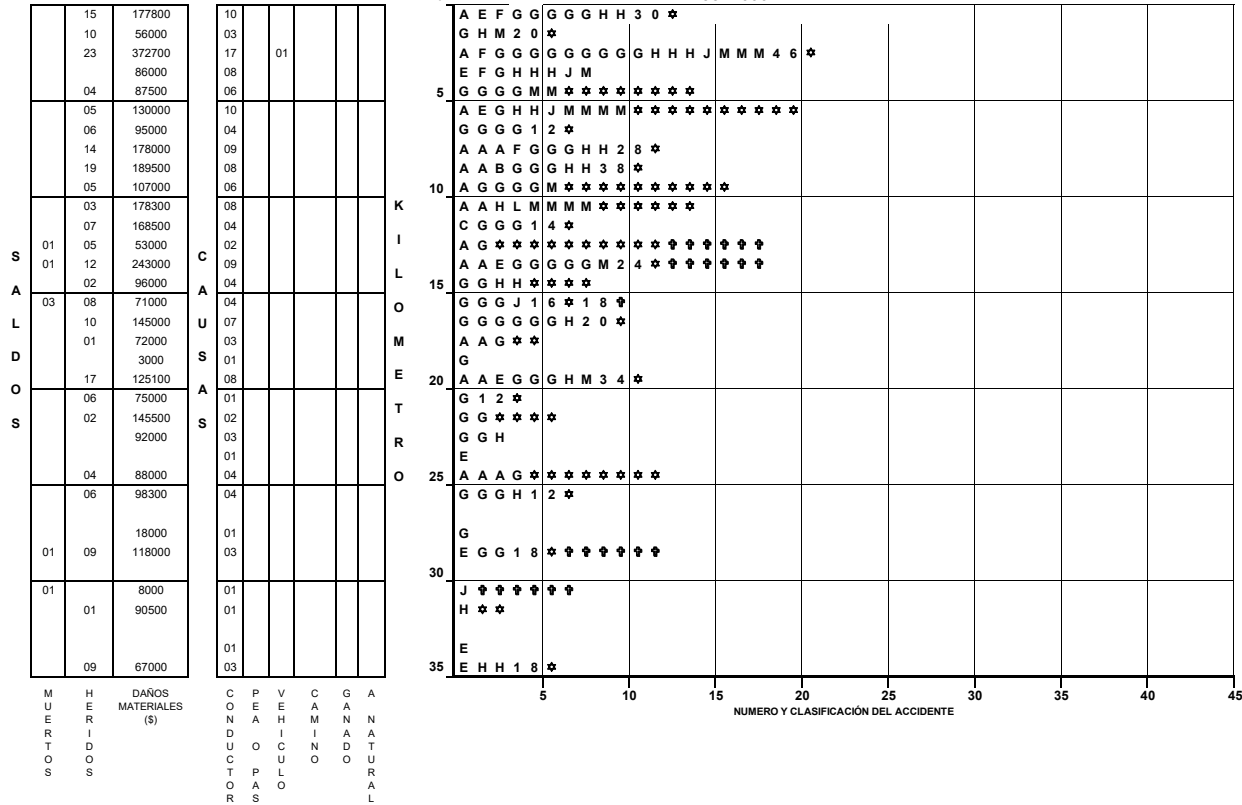 15 177800 10 A E F G G G G G H H 3 0 ✡
10 56000 03 G H M 2 0 ✡
23 372700 17 01 A F G G G G G G G G G H H H J M M M 4 6 ✡
86000 08 E F G H H H J M
04 87500 06 5 G G G G M M ✡ ✡ ✡ ✡ ✡ ✡ ✡ ✡
05 130000 10 A E G H H J M M M M ✡ ✡ ✡ ✡ ✡ ✡ ✡ ✡ ✡ ✡
06 95000 04 G G G G 1 2 ✡
14 178000 09 A A A F G G G H H 2 8 ✡
19 189500 08 A A B G G G H H 3 8 ✡
05 107000 06 10 A G G G G M ✡ ✡ ✡ ✡ ✡ ✡ ✡ ✡ ✡ ✡
03 178300 08 A A H L M M M M ✡ ✡ ✡ ✡ ✡ ✡
07 168500 04 C G G G 1 4 ✡
01 05 53000 02 A G ✡ ✡ ✡ ✡ ✡ ✡ ✡ ✡ ✡ ✡ ✞ ✞ ✞ ✞ ✞ ✞
01 12 243000 09 A A E G G G G G M 2 4 ✡ ✞ ✞ ✞ ✞ ✞ ✞
02 96000 04 15 G G H H ✡ ✡ ✡ ✡
03 08 71000 04 G G G J 1 6 ✡ 1 8 ✞
10 145000 07 G G G G G G H 2 0 ✡
01 72000 03 A A G ✡ ✡
3000 01 G
17 125100 08 20 A A E G G G H M 3 4 ✡
06 75000 01 G 1 2 ✡
02 145500 02 G G ✡ ✡ ✡ ✡
92000 03 G G H
01 E
04 88000 04 25 A A A G ✡ ✡ ✡ ✡ ✡ ✡ ✡ ✡
06 98300 04 G G G H 1 2 ✡
18000 01 G
01 09 118000 03 E G G 1 8 ✡ ✞ ✞ ✞ ✞ ✞ ✞
30
01 8000 01 J ✞ ✞ ✞ ✞ ✞ ✞
01 90500 01 H ✡ ✡
01 E
09 67000 03 35 E H H 1 8 ✡
SALDOS
CAUSAS
KILOMETRO
MUERTOS
HERIDOS
DAÑOS
MATERIALES
($)
CONDUCTOR
PEA O PAS
VEHICULO
CAMINO
GANADO
A NATURAL
5 10 15 20 25 30 35 40 45
NUMERO Y CLASIFICACIÓN DEL ACCIDENTE